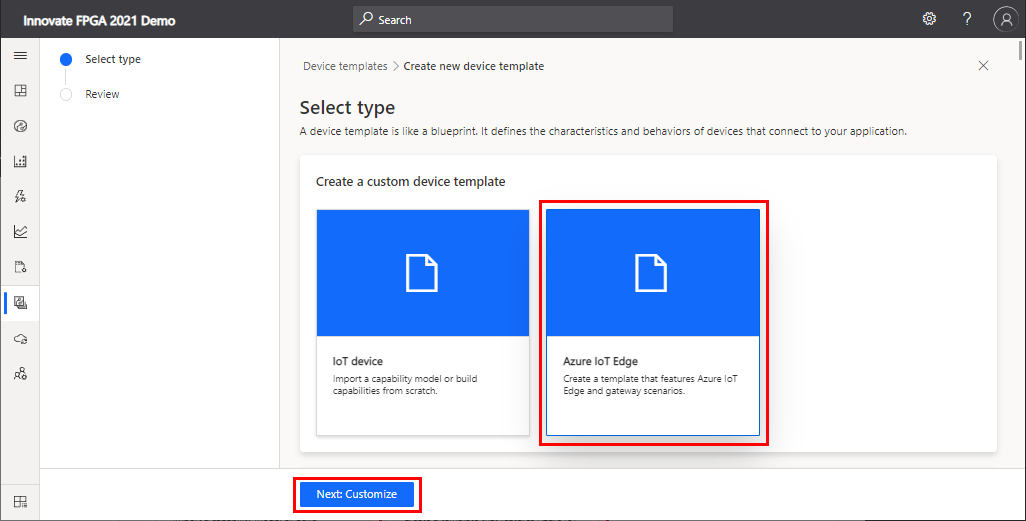 Innovate FPGA 2021 Demo
Search
?
Select type
Review
Device templates > Create new device template
Select type
A device template is like a blueprint. It defines the characteristics and behaviors of devices that connect to your application.
Create a custom device template
IoT device
Import a capability model or build
capabilities from scratch.
Azure IoT Edge
Create a template that features Azure IoT
Edge and gateway scenarios.
Next: Customize